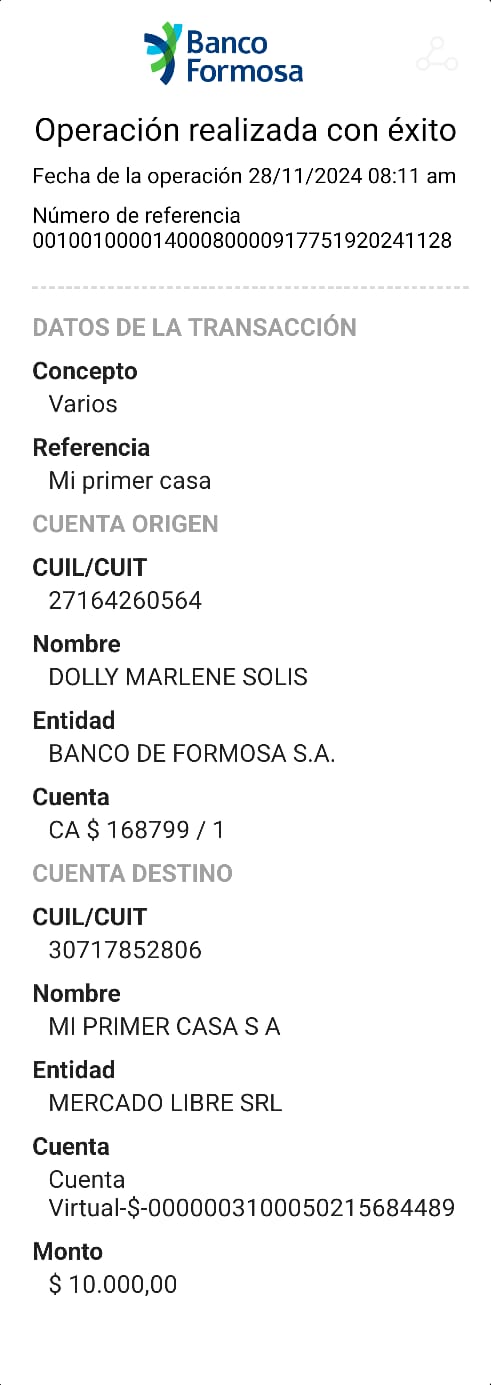 Banco
Formosa
Operación realizada con éxito
Fecha de la operación 28/11/2024 08:11 am
Número de referencia
0010010000140008000091775192024​1128
DATOS DE LA TRANSACCIÓN
Concepto
Varios
Referencia
Mi primer casa
CUENTA ORIGEN
CUIL/CUIT
27164260564
Nombre
DOLLY MARLENE SOLIS
Entidad
BANCO DE FORMOSA S.A.
Cuenta
CA $ 168799 / 1
CUENTA DESTINO
CUIL/CUIT
30717852806
Nombre
MI PRIMER CASA S A
Entidad
MERCADO LIBRE SRL
Cuenta
Cuenta
Virtual-$-0000003100050215684489
Monto
$ 10.000,00